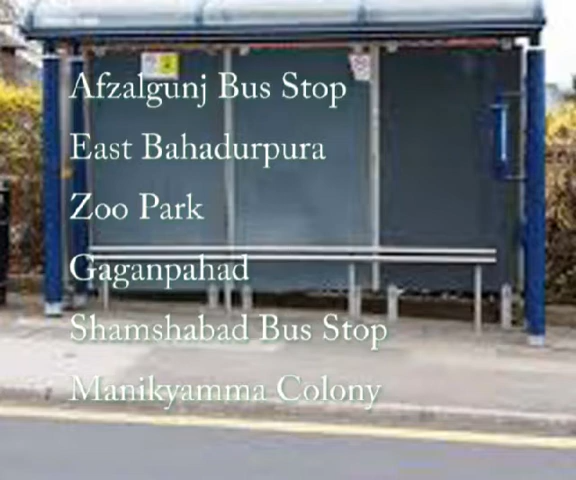 Afzalgunj Bus Stop
East Bahadurpura
Zoo Park
Gaganpahad
Shamshabad Bus Stop
Manikyamma Colony